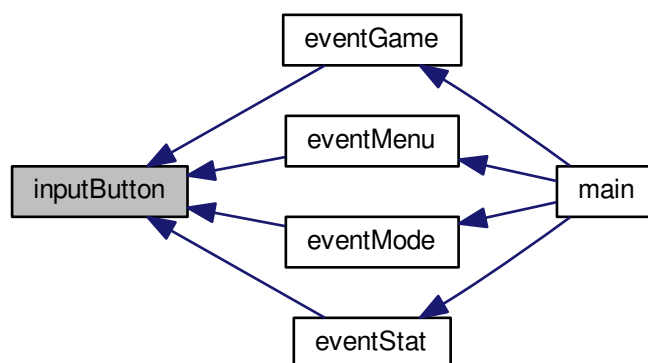 eventGame
eventMenu
inputButton
main
eventMode
eventStat